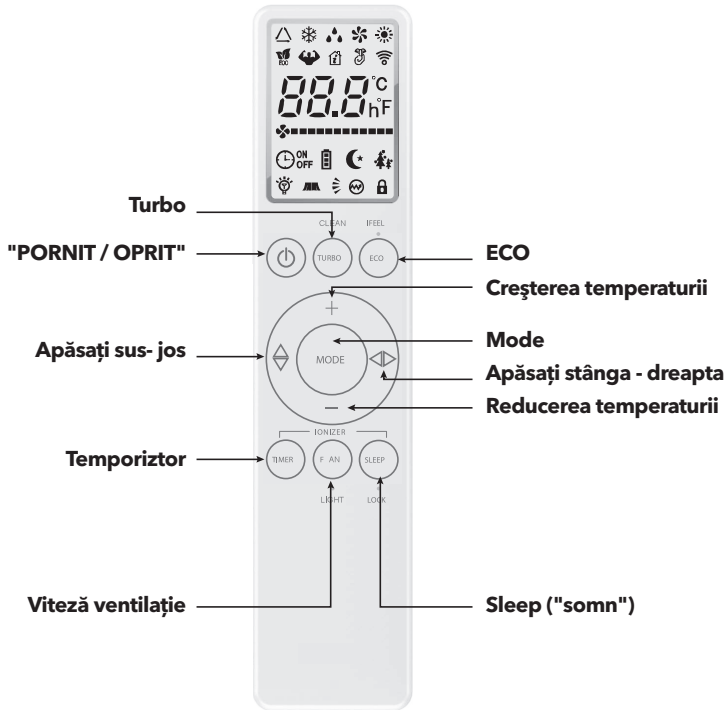 ECO
88.8°C
h°F
ON
OFF
Turbo
CLEAN IFEEL
"PORNIT / OPRIT"
TURBO
ECO
ECO
Creşterea temperaturii
+
Mode
Apăsați sus- jos
MODE
Apăsați stânga - dreapta
−
Reducerea temperaturii
IONIZER
Temporiztor
TIMER
F AN
SLEEP
LIGHT
LOCK
Viteză ventilație
Sleep ("somn")